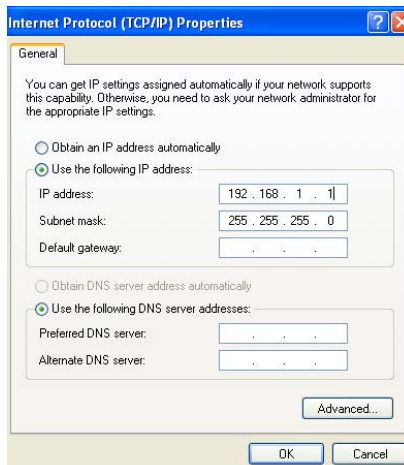 Internet Protocol (TCP/IP) Properties
General
You can get IP settings assigned automatically if your network supports
this capability. Otherwise, you need to ask your network administrator for
the appropriate IP settings.
Obtain an IP address automatically
Use the following IP address:
IP address: 192 . 168 . 1 . 1
Subnet mask: 255 . 255 . 255 . 0
Default gateway: . . .
Obtain DNS server address automatically
Use the following DNS server addresses:
Preferred DNS server: . . .
Alternate DNS server: . . .
Advanced...
OK Cancel